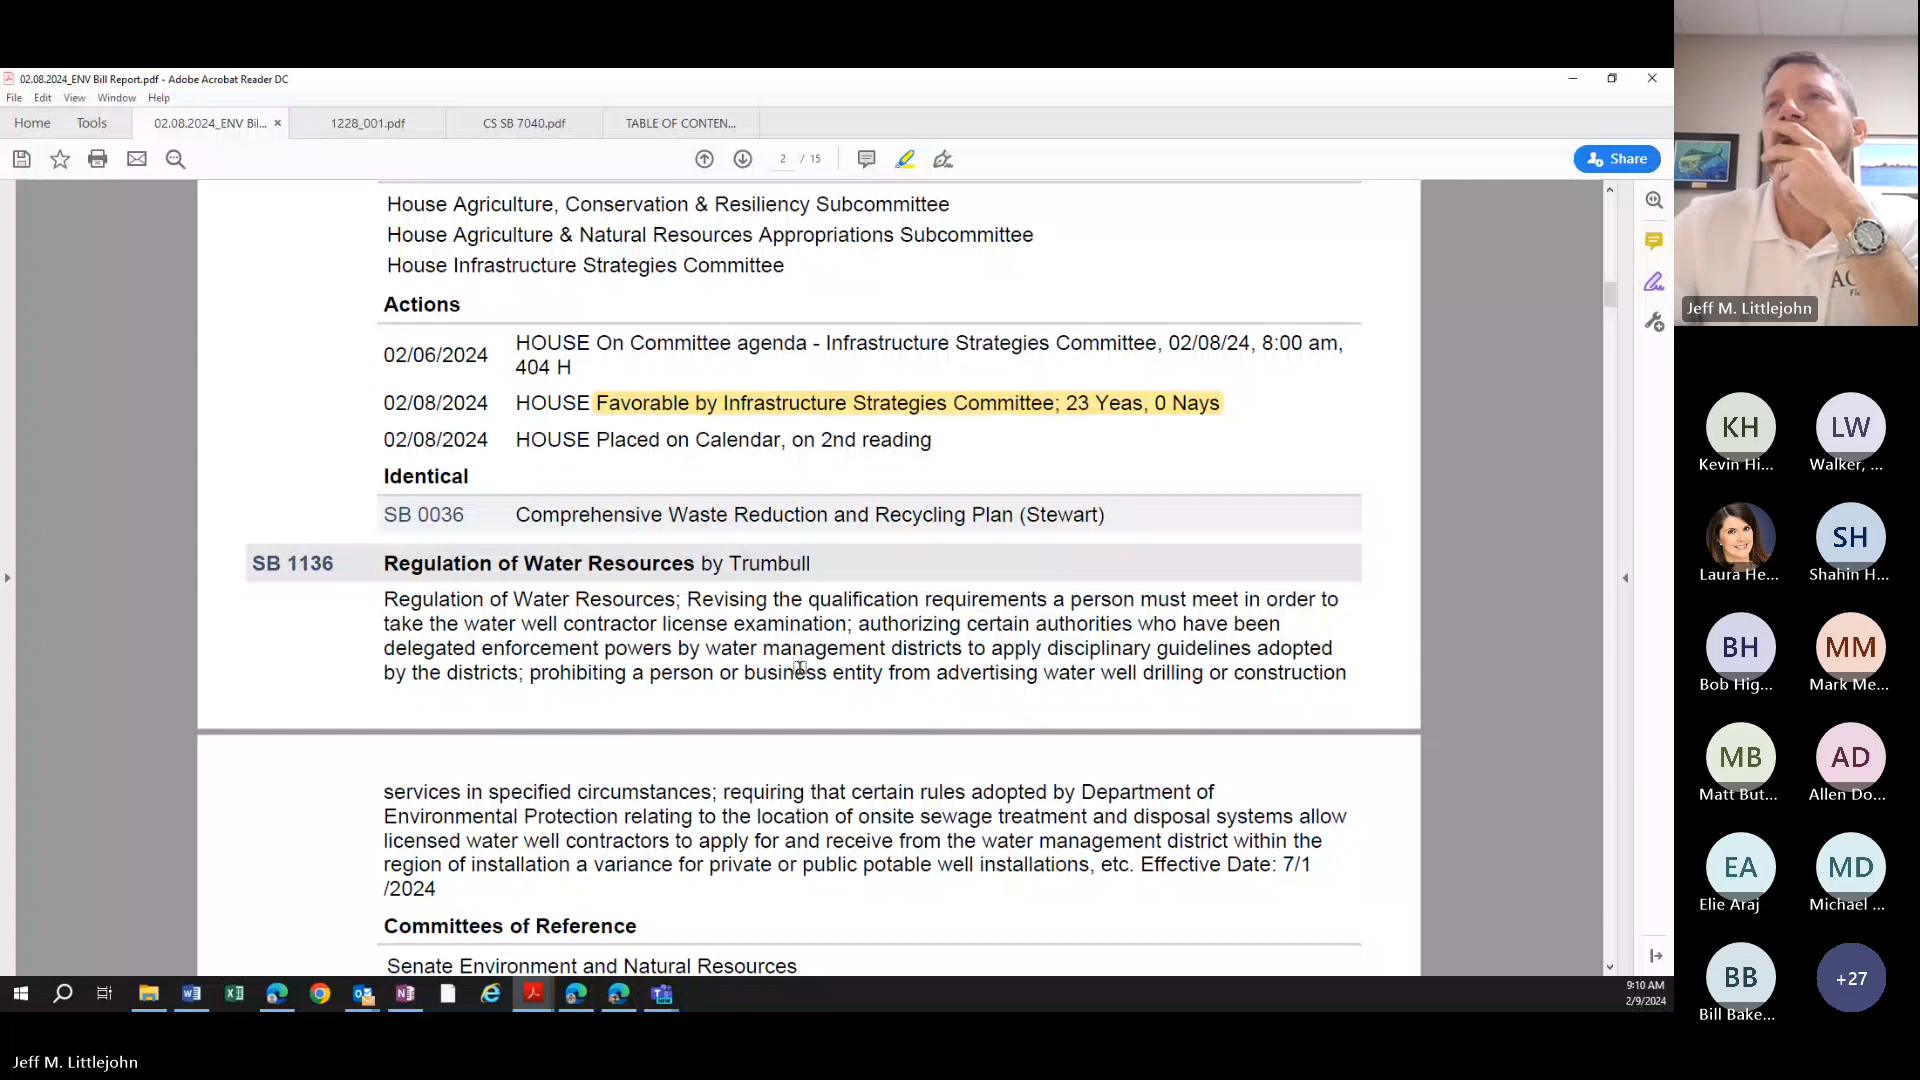 02.08.2024_ENV Bill Report.pdf - Adobe Acrobat Reader DC
File Edit View Window Help
Home Tools 02.08.2024_ENV Bil... × 1228_001.pdf CS SB 7040.pdf TABLE OF CONTEN...
2 / 15
Share
House Agriculture, Conservation & Resiliency Subcommittee
House Agriculture & Natural Resources Appropriations Subcommittee
House Infrastructure Strategies Committee
Actions
02/06/2024 HOUSE On Committee agenda - Infrastructure Strategies Committee, 02/08/24, 8:00 am,
404 H
02/08/2024 HOUSE Favorable by Infrastructure Strategies Committee; 23 Yeas, 0 Nays
02/08/2024 HOUSE Placed on Calendar, on 2nd reading
Identical
SB 0036 Comprehensive Waste Reduction and Recycling Plan (Stewart)
SB 1136 Regulation of Water Resources by Trumbull
Regulation of Water Resources; Revising the qualification requirements a person must meet in order to
take the water well contractor license examination; authorizing certain authorities who have been
delegated enforcement powers by water management districts to apply disciplinary guidelines adopted
by the districts; prohibiting a person or business entity from advertising water well drilling or construction
services in specified circumstances; requiring that certain rules adopted by Department of
Environmental Protection relating to the location of onsite sewage treatment and disposal systems allow
licensed water well contractors to apply for and receive from the water management district within the
region of installation a variance for private or public potable well installations, etc. Effective Date: 7/1
/2024
Committees of Reference
Senate Environment and Natural Resources
9:10 AM
2/9/2024
Jeff M. Littlejohn
Jeff M. Littlejohn
KH LW
Kevin Hi... Walker, ...
SH
Laura He... Shahin H...
BH MM
Bob Hig... Mark Me...
MB AD
Matt But... Allen Do...
EA MD
Elie Araj Michael ...
BB +27
Bill Bake...